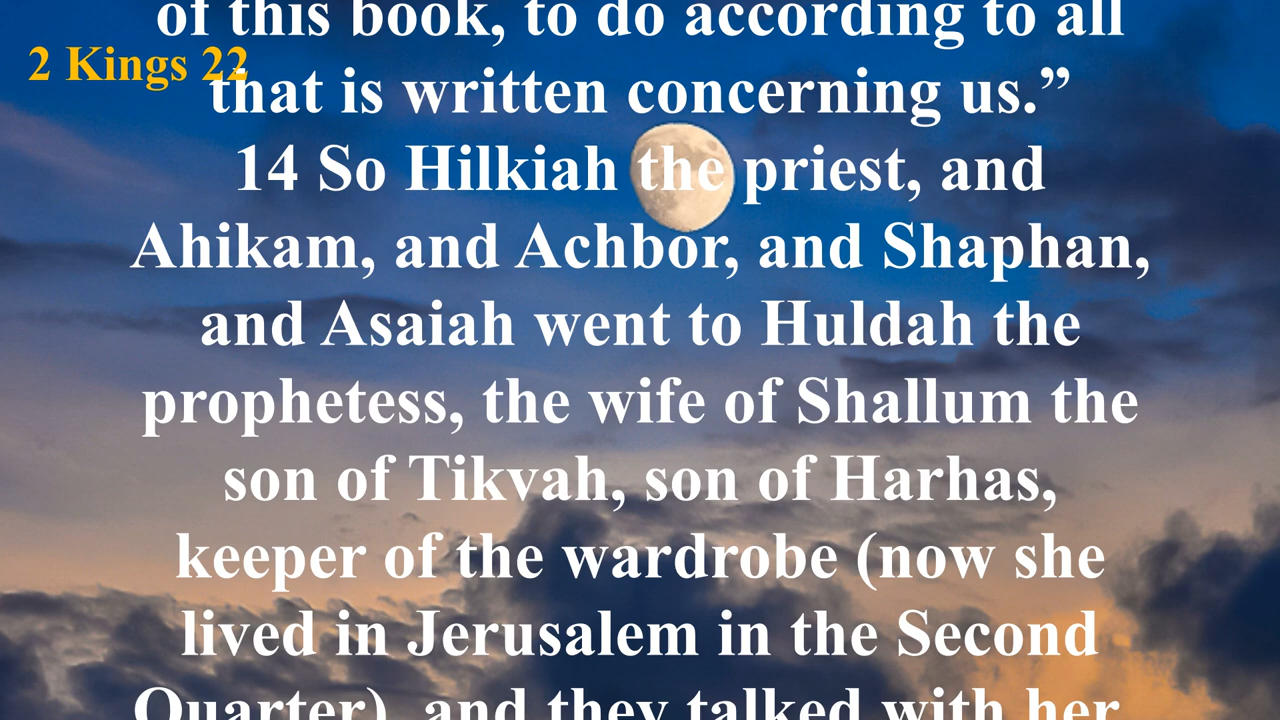 of this book, to do according to all
2 Kings 22
that is written concerning us.”
14 So Hilkiah the priest, and
Ahikam, and Achbor, and Shaphan,
and Asaiah went to Huldah the
prophetess, the wife of Shallum the
son of Tikvah, son of Harhas,
keeper of the wardrobe (now she
lived in Jerusalem in the Second
Quarter), and they talked with her